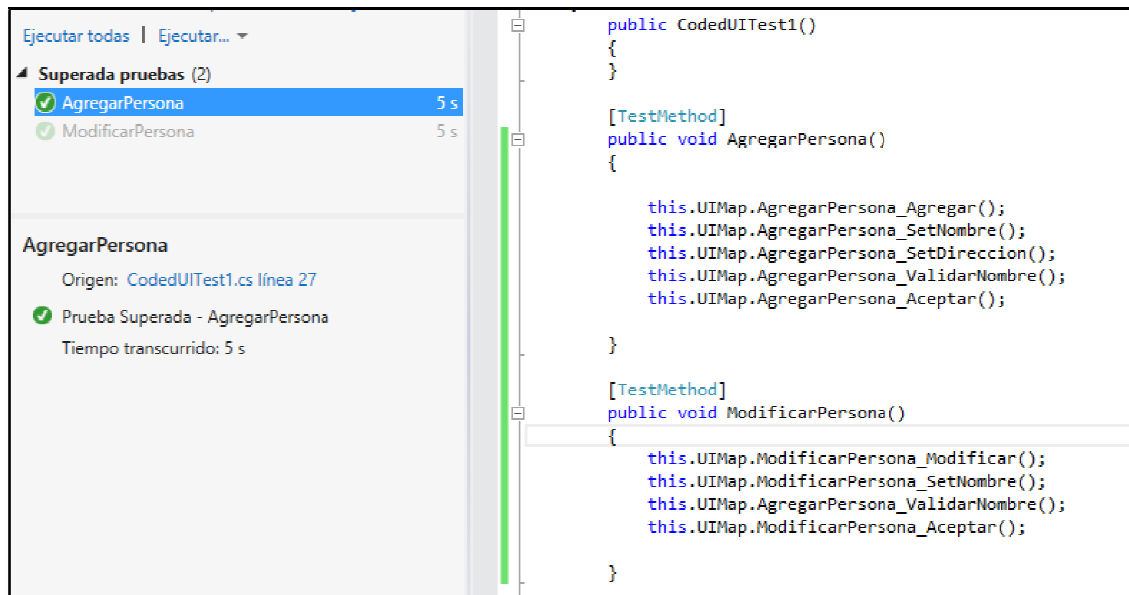 Ejecutar todas | Ejecutar...
Superada pruebas (2)
AgregarPersona 5 s
ModificarPersona 5 s
AgregarPersona
Origen: CodedUITest1.cs línea 27
Prueba Superada - AgregarPersona
Tiempo transcurrido: 5 s
public CodedUITest1()
{
}
[TestMethod]
public void AgregarPersona()
{
this.UIMap.AgregarPersona_Agregar();
this.UIMap.AgregarPersona_SetNombre();
this.UIMap.AgregarPersona_SetDireccion();
this.UIMap.AgregarPersona_ValidarNombre();
this.UIMap.AgregarPersona_Aceptar();
}
[TestMethod]
public void ModificarPersona()
{
this.UIMap.ModificarPersona_Modificar();
this.UIMap.ModificarPersona_SetNombre();
this.UIMap.AgregarPersona_ValidarNombre();
this.UIMap.ModificarPersona_Aceptar();
}